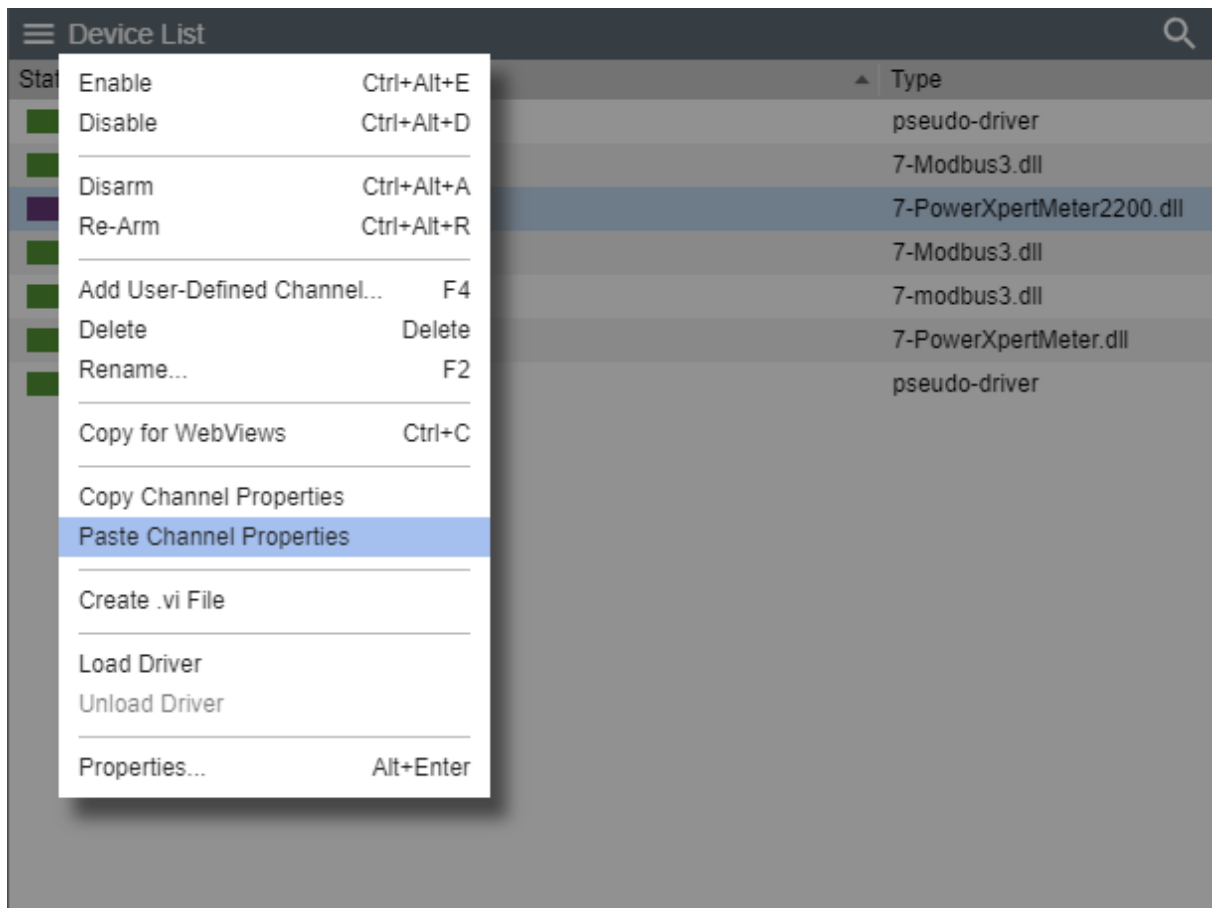 Device List
Stat
Type
Enable Ctrl+Alt+E
Disable Ctrl+Alt+D
Disarm Ctrl+Alt+A
Re-Arm Ctrl+Alt+R
Add User-Defined Channel... F4
Delete Delete
Rename... F2
Copy for WebViews Ctrl+C
Copy Channel Properties
Paste Channel Properties
Create .vi File
Load Driver
Unload Driver
Properties... Alt+Enter
pseudo-driver
7-Modbus3.dll
7-PowerXpertMeter2200.dll
7-Modbus3.dll
7-modbus3.dll
7-PowerXpertMeter.dll
pseudo-driver